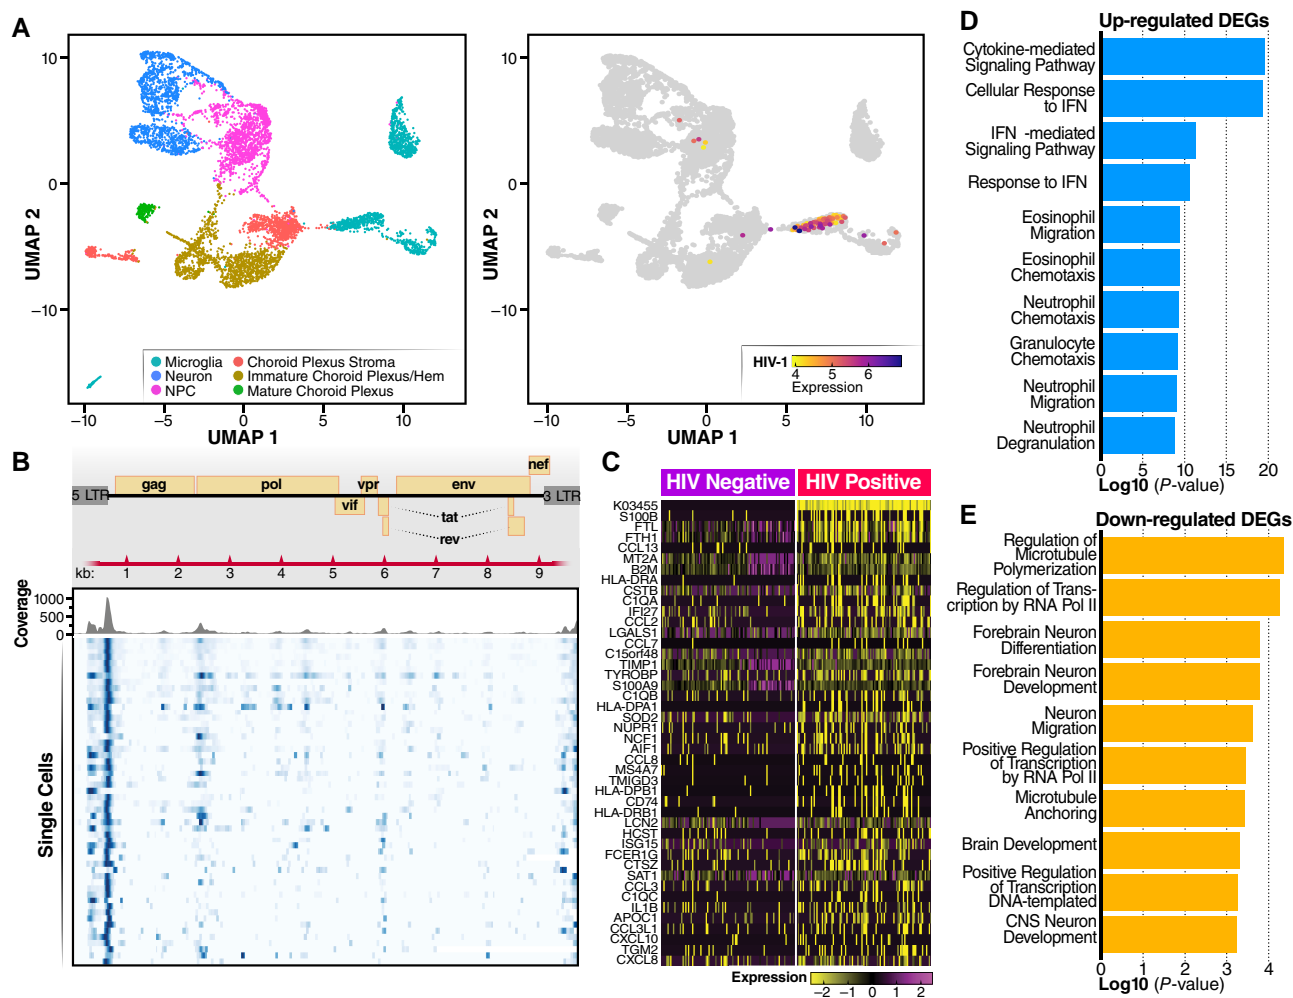 A
10
0
−10
UMAP 2
−10
−5
0
5
10
UMAP 1
Microglia
Neuron
NPC
Choroid Plexus Stroma
Immature Choroid Plexus/Hem
Mature Choroid Plexus
10
0
−10
UMAP 2
−10
−5
0
5
10
UMAP 1
HIV-1
4 5 6
Expression
B
nef
gag
pol
vpr
env
5 LTR
3 LTR
vif
tat
rev
kb:
1 2 3 4 5 6 7 8 9
Coverage
1000
500
0
Single Cells
C
HIV Negative
HIV Positive
K03455
S100B
FTL
FTH1
CCL13
MT2A
B2M
HLA-DRA
CSTB
C1QA
IFI27
CCL2
LGALS1
CCL7
C15orf48
TIMP1
TYROBP
S100A9
C1QB
HLA-DPA1
SOD2
NUPR1
NCF1
AIF1
CCL8
MS4A7
TMIGD3
HLA-DPB1
CD74
HLA-DRB1
LCN2
HCST
ISG15
FCER1G
CTSZ
SAT1
CCL3
C1QC
IL1B
APOC1
CCL3L1
CXCL10
TGM2
CXCL8
Expression
−2 −1 0 1 2
D
Up-regulated DEGs
Cytokine-mediated
Signaling Pathway
Cellular Response
to IFN
IFN -mediated
Signaling Pathway
Response to IFN
Eosinophil
Migration
Eosinophil
Chemotaxis
Neutrophil
Chemotaxis
Granulocyte
Chemotaxis
Neutrophil
Migration
Neutrophil
Degranulation
0 5 10 15 20
Log10 (P-value)
E
Down-regulated DEGs
Regulation of
Microtubule
Polymerization
Regulation of Trans-
cription by RNA Pol II
Forebrain Neuron
Differentiation
Forebrain Neuron
Development
Neuron
Migration
Positive Regulation
of Transcription
by RNA Pol II
Microtubule
Anchoring
Brain Development
Positive Regulation
of Transcription
DNA-templated
CNS Neuron
Development
0 1 2 3 4
Log10 (P-value)